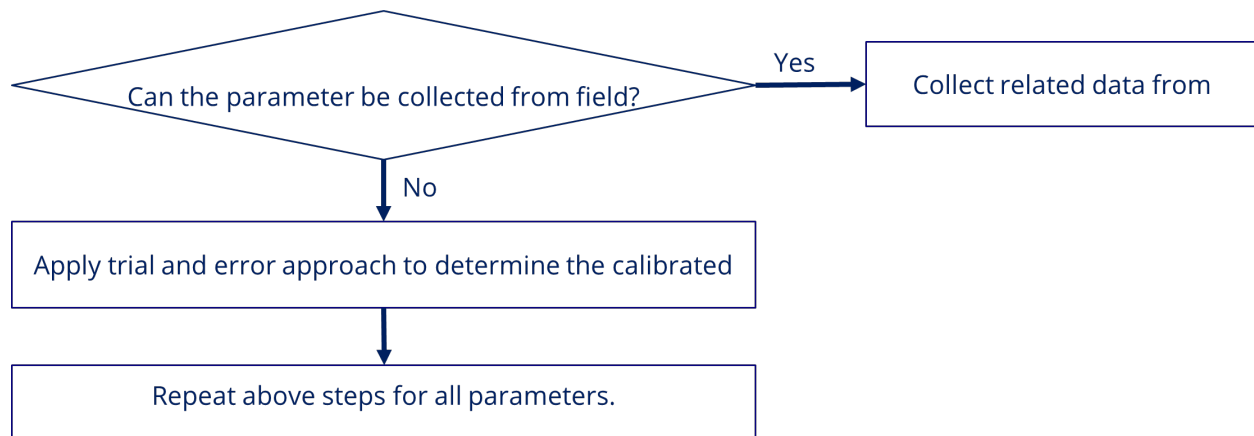 Can the parameter be collected from field?
Yes
Collect related data from
No
Apply trial and error approach to determine the calibrated
Repeat above steps for all parameters.